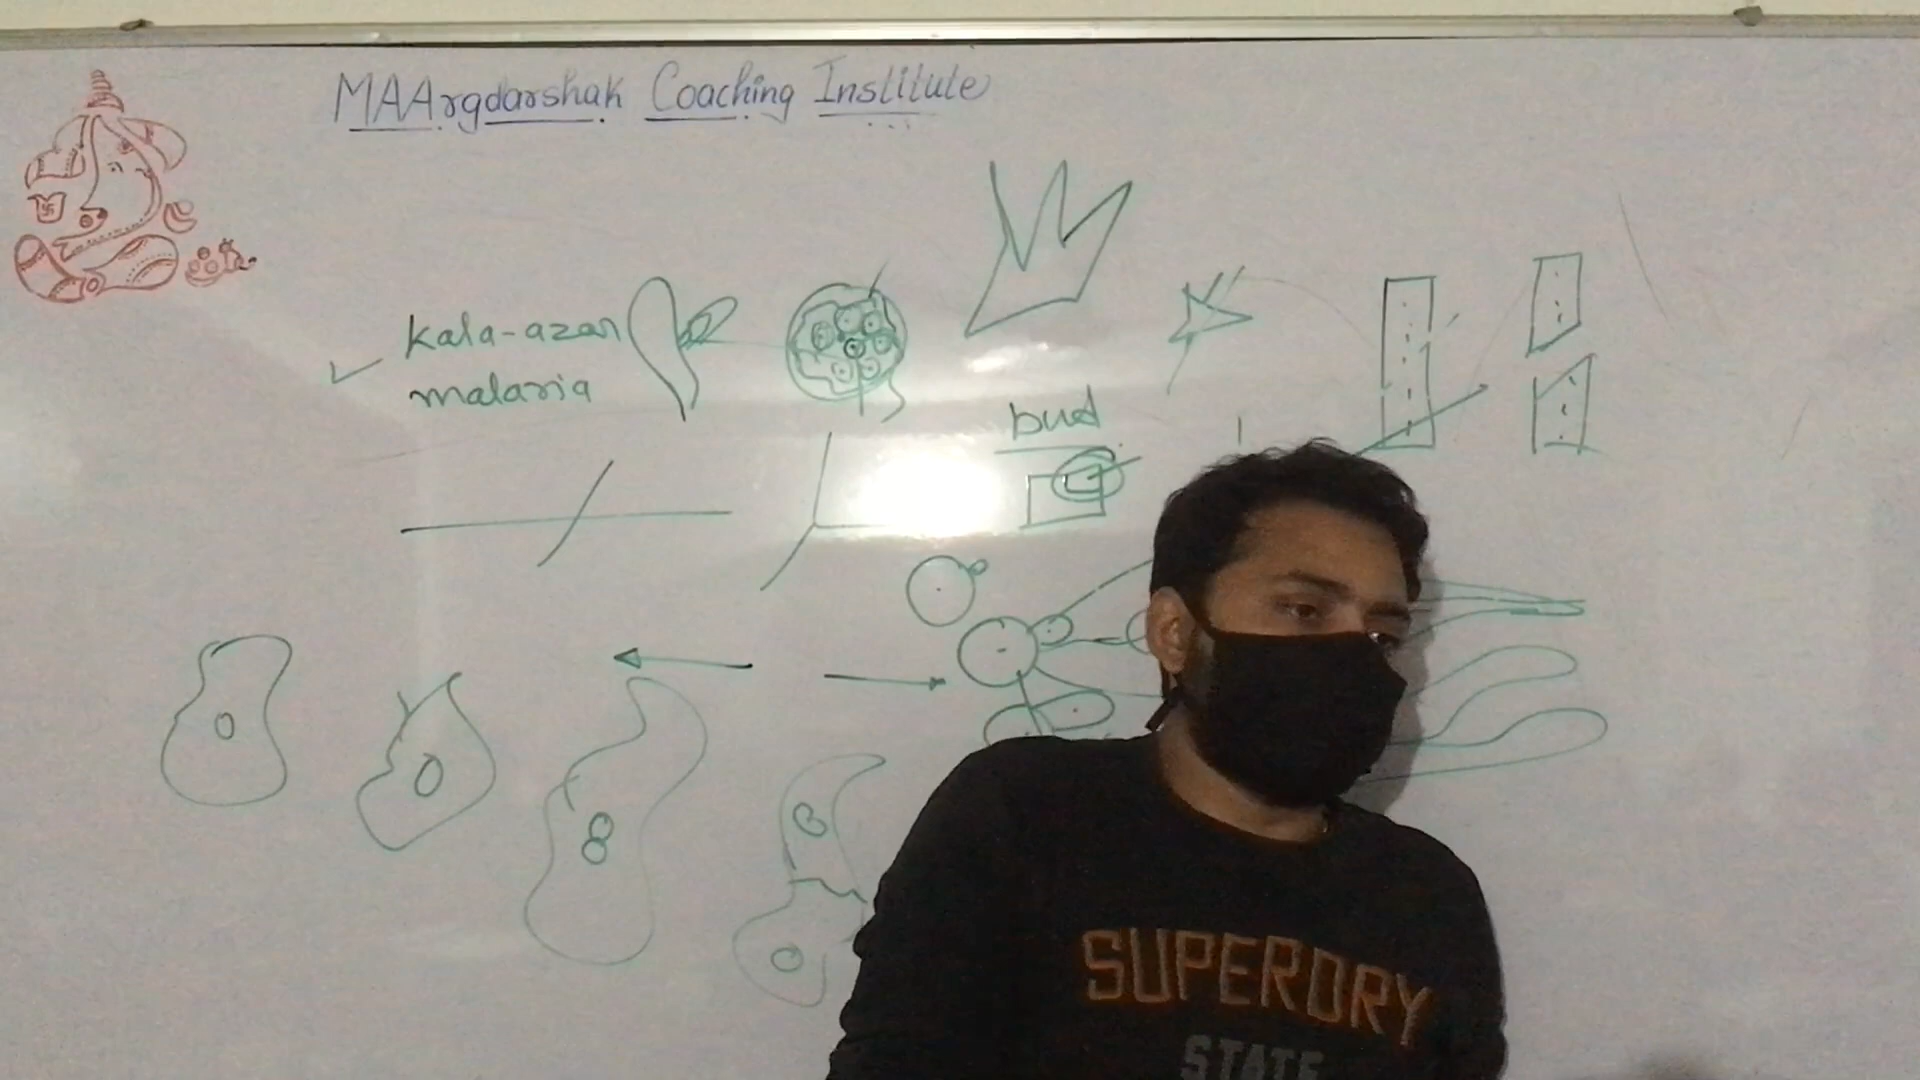 MAArgdarshak Coaching Institute
kala-azar
malaria
bud
SUPERDRY
STATE